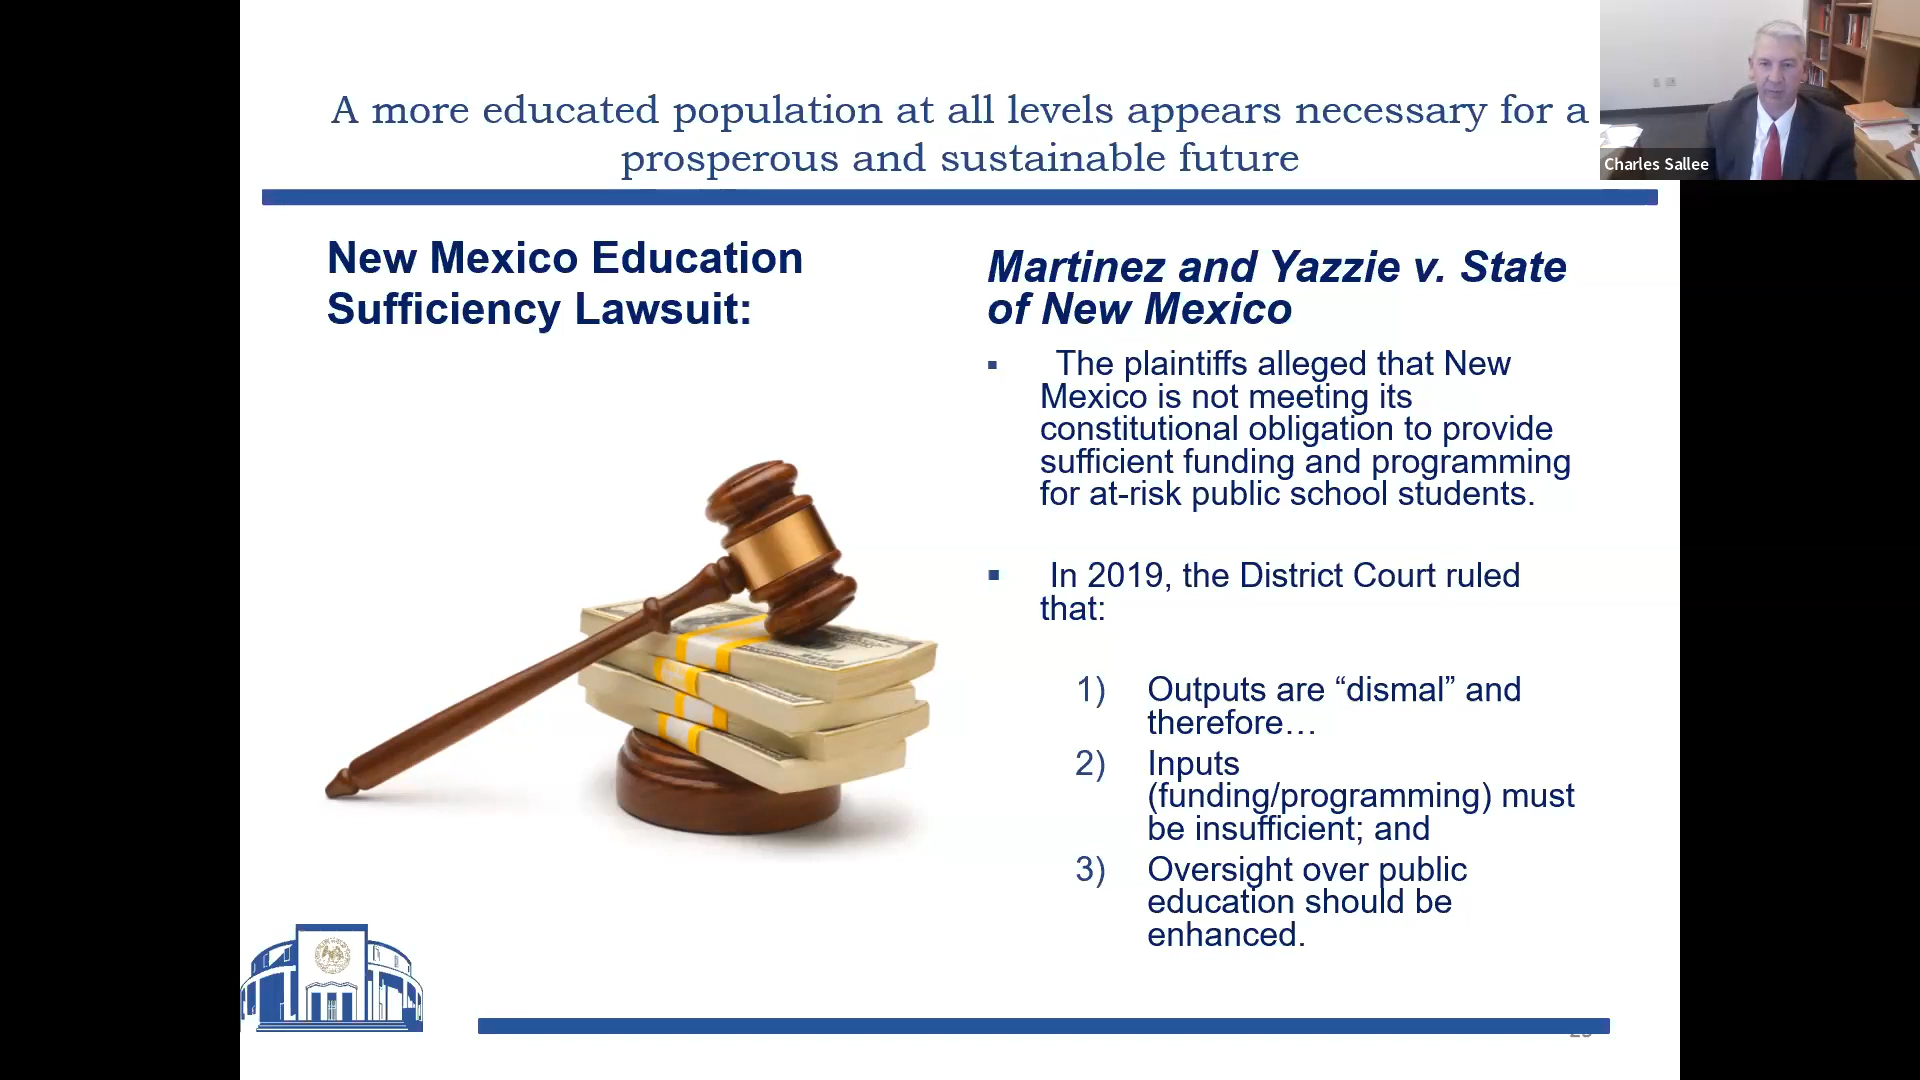 A more educated population at all levels appears necessary for a
prosperous and sustainable future
Charles Sallee
New Mexico Education
Sufficiency Lawsuit:
Martinez and Yazzie v. State
of New Mexico
▪ The plaintiffs alleged that New
Mexico is not meeting its
constitutional obligation to provide
sufficient funding and programming
for at-risk public school students.
▪ In 2019, the District Court ruled
that:
1) Outputs are “dismal” and
therefore…
2) Inputs
(funding/programming) must
be insufficient; and
3) Oversight over public
education should be
enhanced.